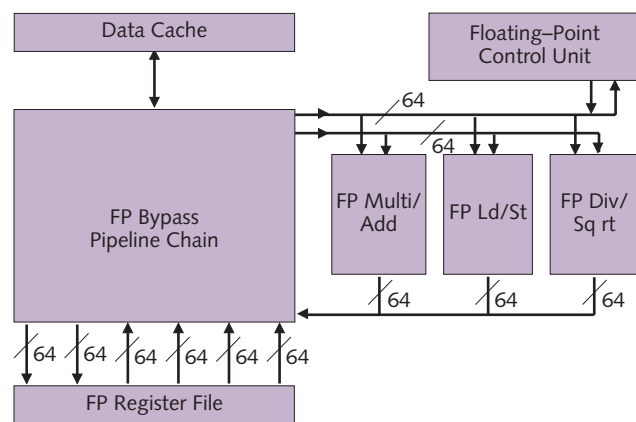 Data Cache
Floating–Point
Control Unit
64
64
FP Bypass
Pipeline Chain
FP Multi/
Add
FP Ld/St
FP Div/
Sq rt
64
64
64
64
64
64
64
64
64
FP Register File